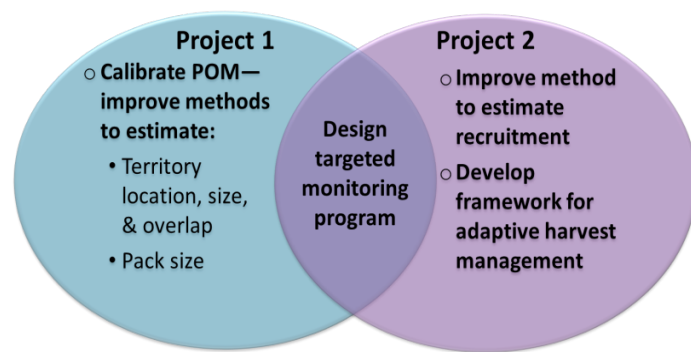 Project 1
○ Calibrate POM—
improve methods
to estimate:
• Territory
location, size,
& overlap
• Pack size
Design
targeted
monitoring
program
Project 2
○ Improve method
to estimate
recruitment
○ Develop
framework for
adaptive harvest
management